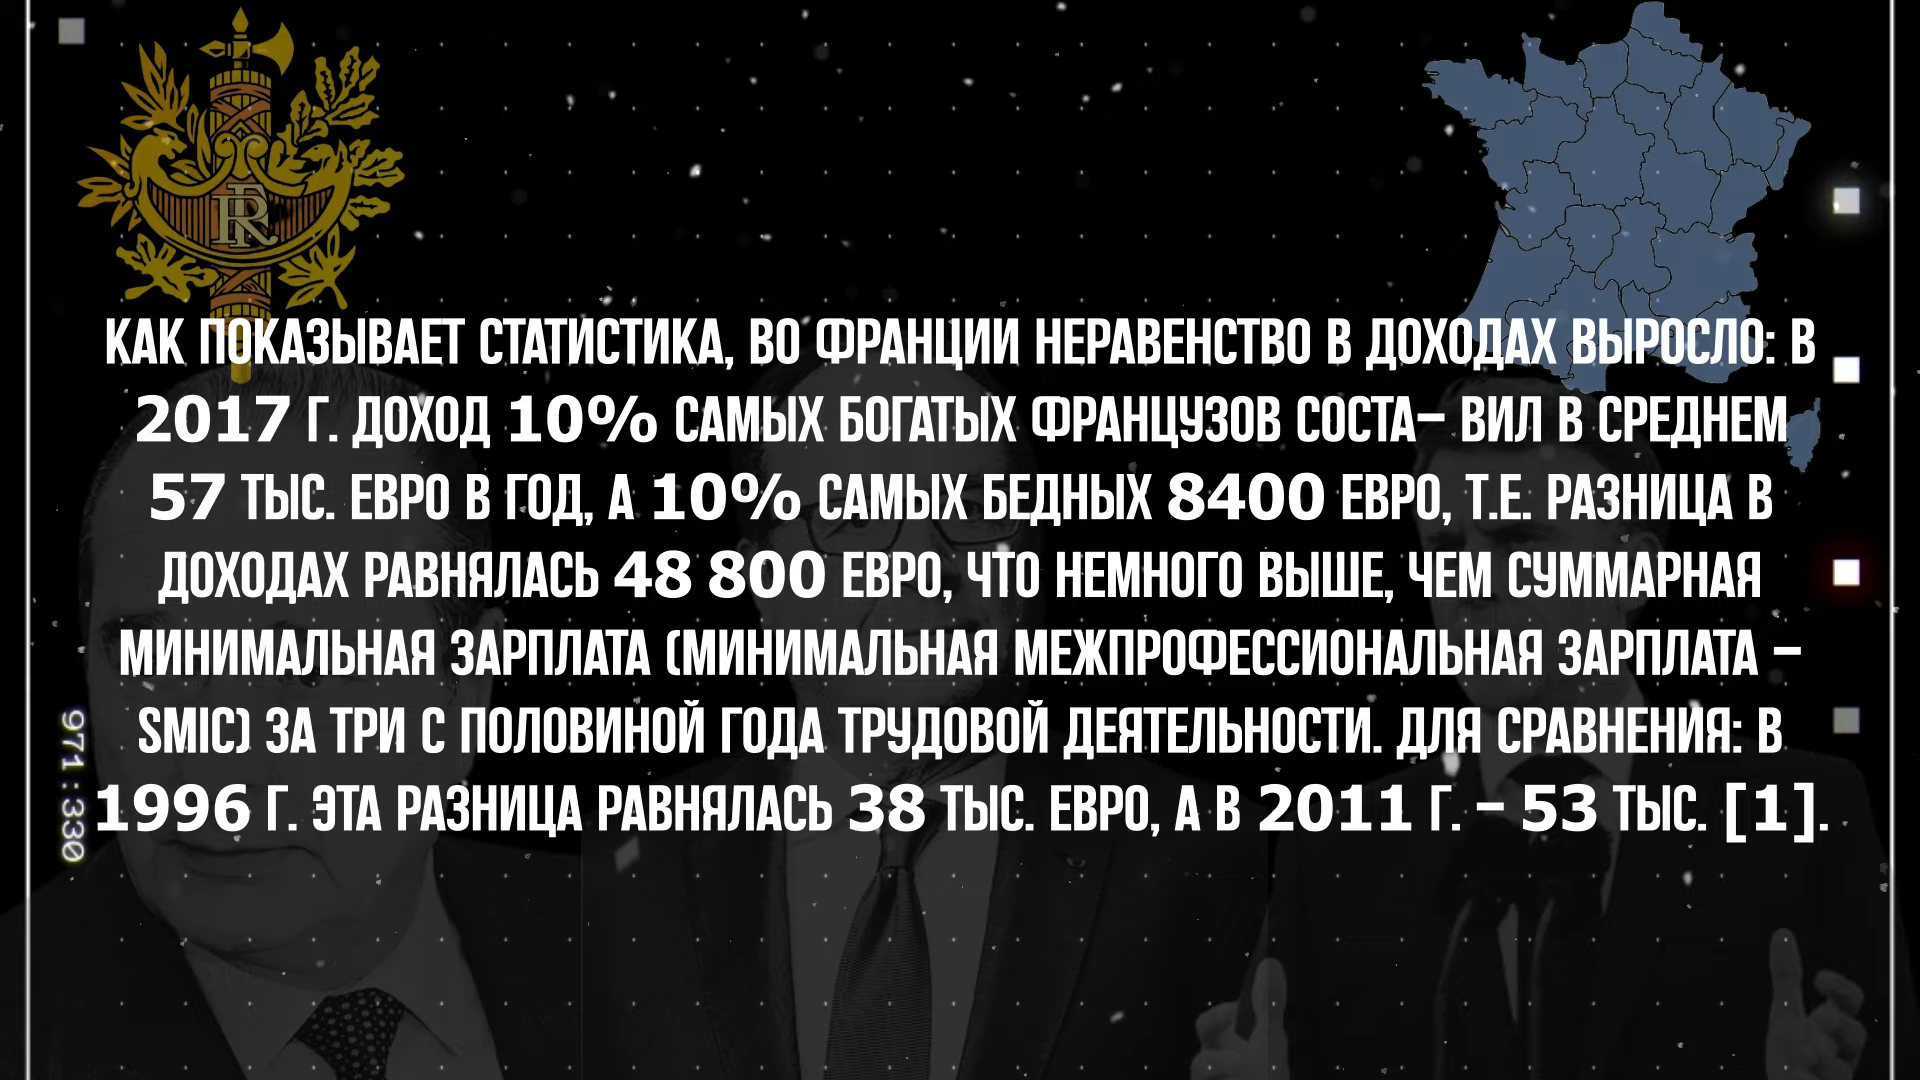 RF
КАК ПОКАЗЫВАЕТ СТАТИСТИКА, ВО ФРАНЦИИ НЕРАВЕНСТВО В ДОХОДАХ ВЫРОСЛО: В
2017 Г. ДОХОД 10% САМЫХ БОГАТЫХ ФРАНЦУЗОВ СОСТА– ВИЛ В СРЕДНЕМ
57 ТЫС. ЕВРО В ГОД, А 10% САМЫХ БЕДНЫХ 8400 ЕВРО, Т.Е. РАЗНИЦА В
ДОХОДАХ РАВНЯЛАСЬ 48 800 ЕВРО, ЧТО НЕМНОГО ВЫШЕ, ЧЕМ СУММАРНАЯ
МИНИМАЛЬНАЯ ЗАРПЛАТА (МИНИМАЛЬНАЯ МЕЖПРОФЕССИОНАЛЬНАЯ ЗАРПЛАТА –
SMIC) ЗА ТРИ С ПОЛОВИНОЙ ГОДА ТРУДОВОЙ ДЕЯТЕЛЬНОСТИ. ДЛЯ СРАВНЕНИЯ: В
1996 Г. ЭТА РАЗНИЦА РАВНЯЛАСЬ 38 ТЫС. ЕВРО, А В 2011 Г. – 53 ТЫС. [1].
971:330